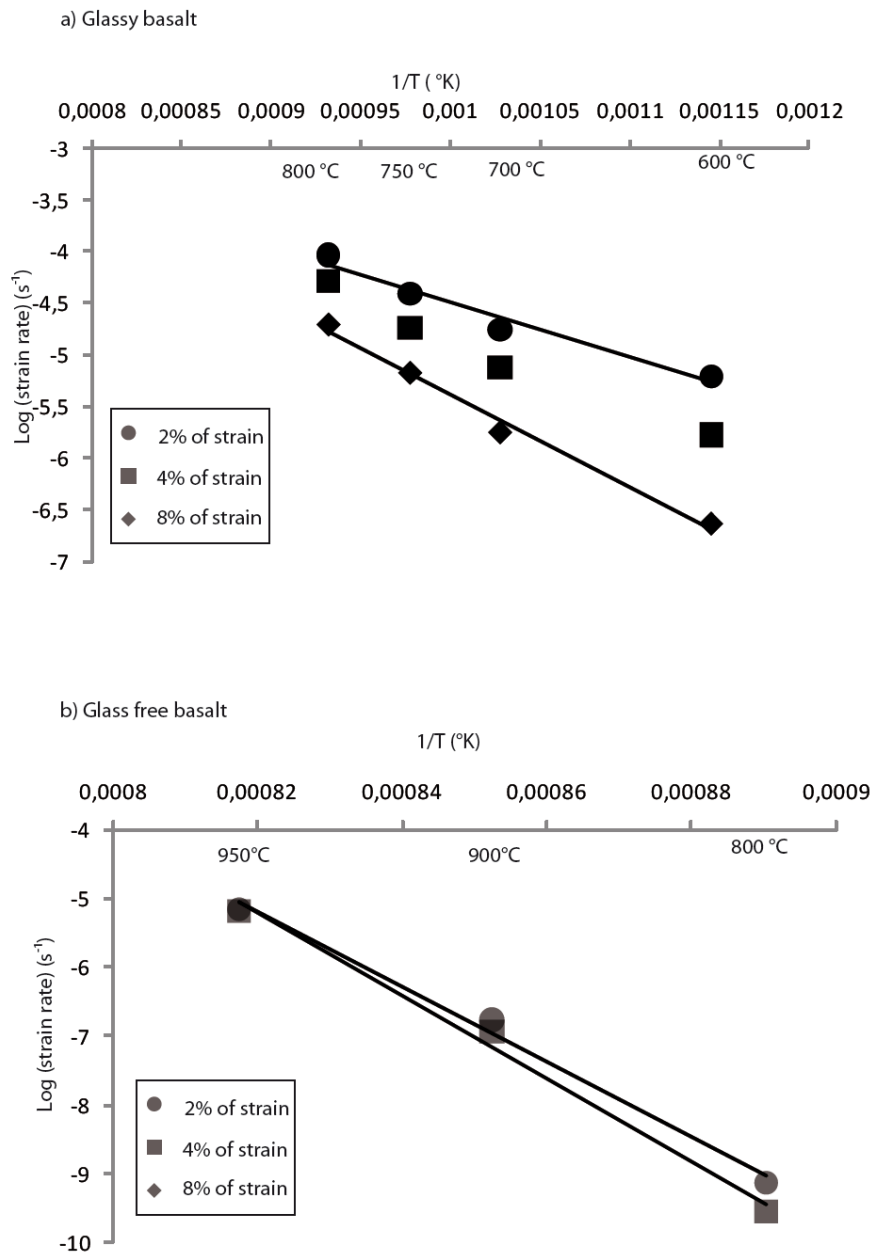 a) Glassy basalt
1/T ( °K)
0,0008 0,00085 0,0009 0,00095 0,001 0,00105 0,0011 0,00115 0,0012
-3
800 °C 750 °C 700 °C 600 °C
-3,5
-4
-4,5
-5
-5,5
-6
-6,5
-7
Log (strain rate) (s⁻¹)
2% of strain
4% of strain
8% of strain
b) Glass free basalt
1/T (°K)
0,0008 0,00082 0,00084 0,00086 0,00088 0,0009
-4
950°C 900°C 800 °C
-5
-6
-7
-8
-9
-10
Log (strain rate) (s⁻¹)
2% of strain
4% of strain
8% of strain